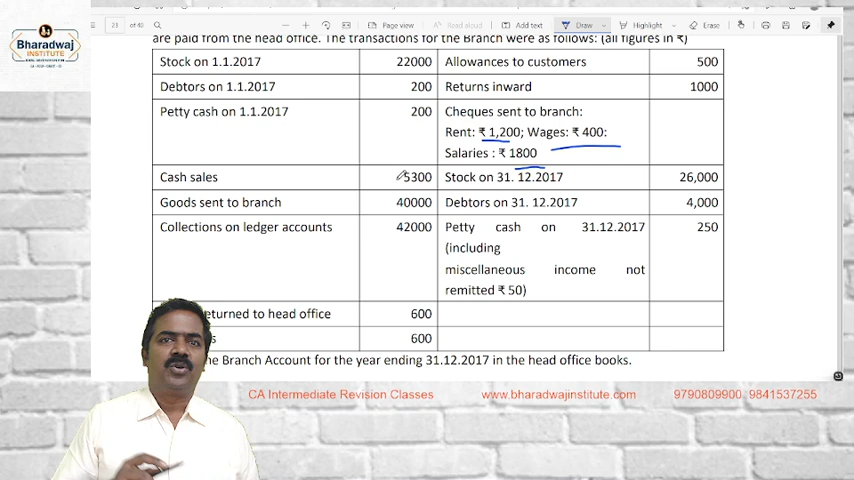 Bharadwaj
INSTITUTE
23 of 40
Page view
Read aloud
Add text
Draw
Highlight
Erase
are paid from the head office. The transactions for the Branch were as follows: (all figures in ₹)
Stock on 1.1.2017 22000 Allowances to customers 500
Debtors on 1.1.2017 200 Returns inward 1000
Petty cash on 1.1.2017 200 Cheques sent to branch:
Rent: ₹ 1,200; Wages: ₹ 400:
Salaries : ₹ 1800
Cash sales 5300 Stock on 31. 12.2017 26,000
Goods sent to branch 40000 Debtors on 31. 12.2017 4,000
Collections on ledger accounts 42000 Petty cash on 31.12.2017 250
(including
miscellaneous income not
remitted ₹ 50)
eturned to head office 600
s 600
he Branch Account for the year ending 31.12.2017 in the head office books.
CA Intermediate Revision Classes www.bharadwajinstitute.com 9790809900, 9841537255